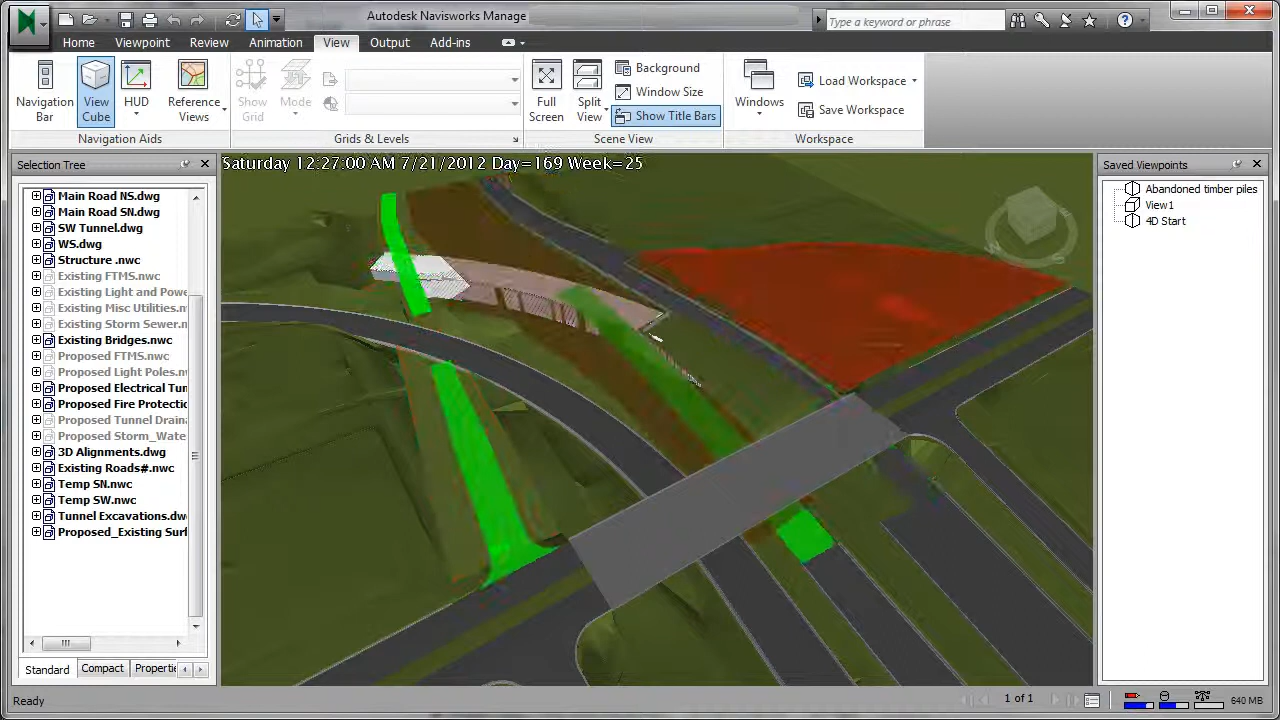 Autodesk Navisworks Manage
Type a keyword or phrase
Home Viewpoint Review Animation View Output Add-ins
Navigation Bar
View Cube
HUD
Reference Views
Navigation Aids
Show Grid
Mode
Grids & Levels
Full Screen
Split View
Background
Window Size
Show Title Bars
Scene View
Windows
Load Workspace
Save Workspace
Workspace
Selection Tree
Main Road NS.dwg
Main Road SN.dwg
SW Tunnel.dwg
WS.dwg
Structure .nwc
Existing FTMS.nwc
Existing Light and Powe
Existing Misc Utilities.n
Existing Storm Sewer.n
Existing Bridges.nwc
Proposed FTMS.nwc
Proposed Light Poles.nwc
Proposed Electrical Tun
Proposed Fire Protectio
Proposed Tunnel Draina
Proposed Storm_Wate
3D Alignments.dwg
Existing Roads#.nwc
Temp SN.nwc
Temp SW.nwc
Tunnel Excavations.dw
Proposed_Existing Surf
Standard Compact Properti
Saturday 12:27:00 AM 7/21/2012 Day=169 Week=25
W S
Saved Viewpoints
Abandoned timber piles
View1
4D Start
Ready
1 of 1
640 MB